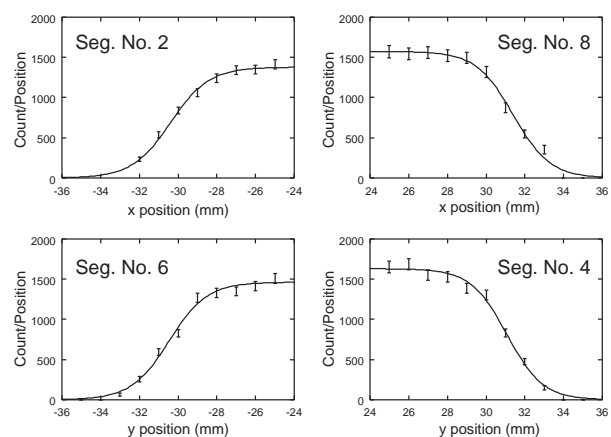 2000
1500
1000
500
0
Count/Position
Seg. No. 2
-36 -34 -32 -30 -28 -26 -24
x position (mm)
2000
1500
1000
500
0
Count/Position
Seg. No. 8
24 26 28 30 32 34 36
x position (mm)
2000
1500
1000
500
0
Count/Position
Seg. No. 6
-36 -34 -32 -30 -28 -26 -24
y position (mm)
2000
1500
1000
500
0
Count/Position
Seg. No. 4
24 26 28 30 32 34 36
y position (mm)